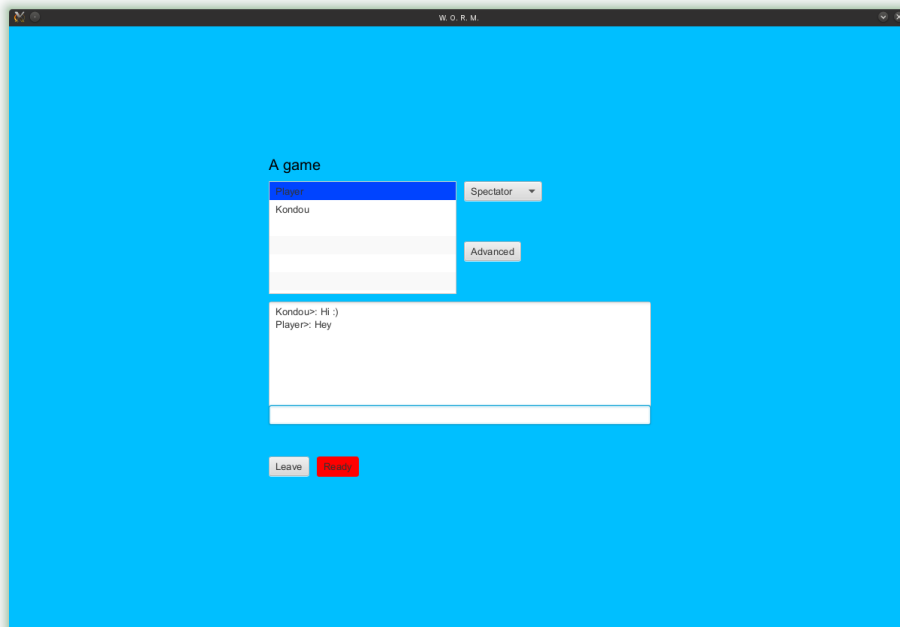 W. O. R. M.
A game
Player
Spectator
Kondou
Advanced
Kondou>: Hi :)
Player>: Hey
Leave
Ready